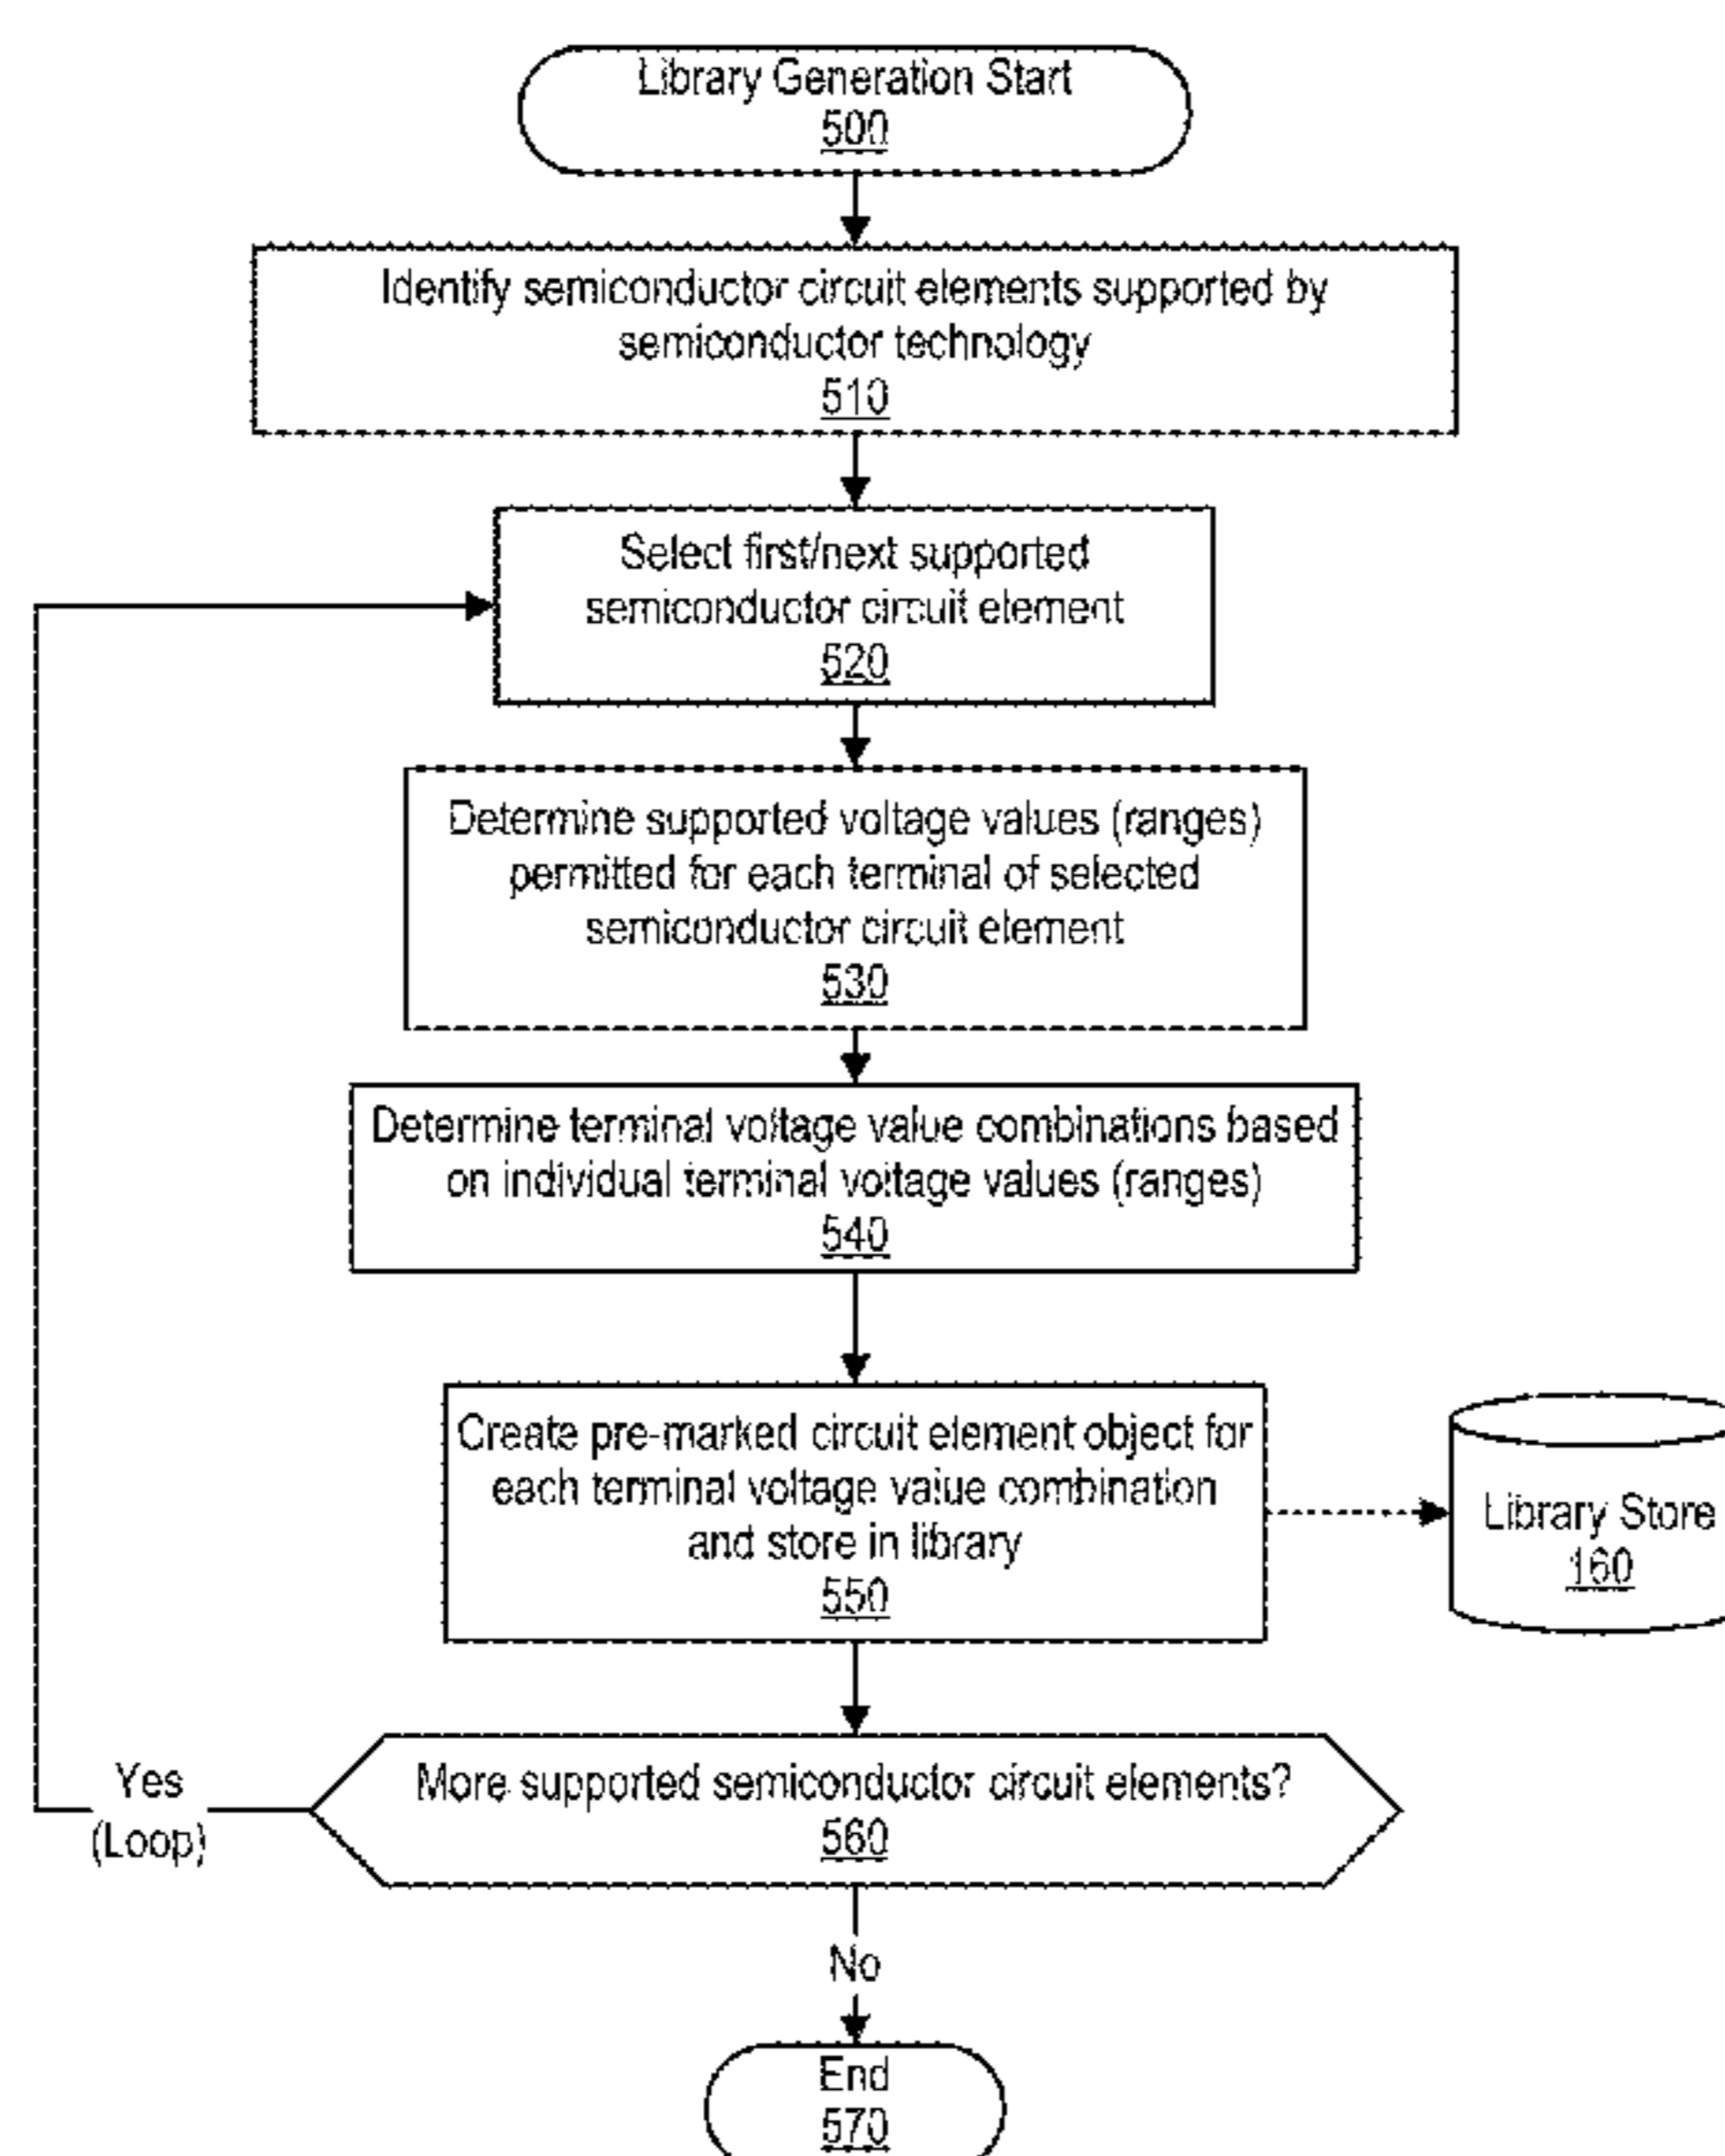 Library Generation Start
500
Identify semiconductor circuit elements supported by
semiconductor technology
510
Select first/next supported
semiconductor circuit element
520
Determine supported voltage values (ranges)
permitted for each terminal of selected
semiconductor circuit element
530
Determine terminal voltage value combinations based
on individual terminal voltage values (ranges)
540
Create pre-marked circuit element object for
each terminal voltage value combination
and store in library
550
Library Store
160
More supported semiconductor circuit elements?
560
Yes
(Loop)
No
End
570